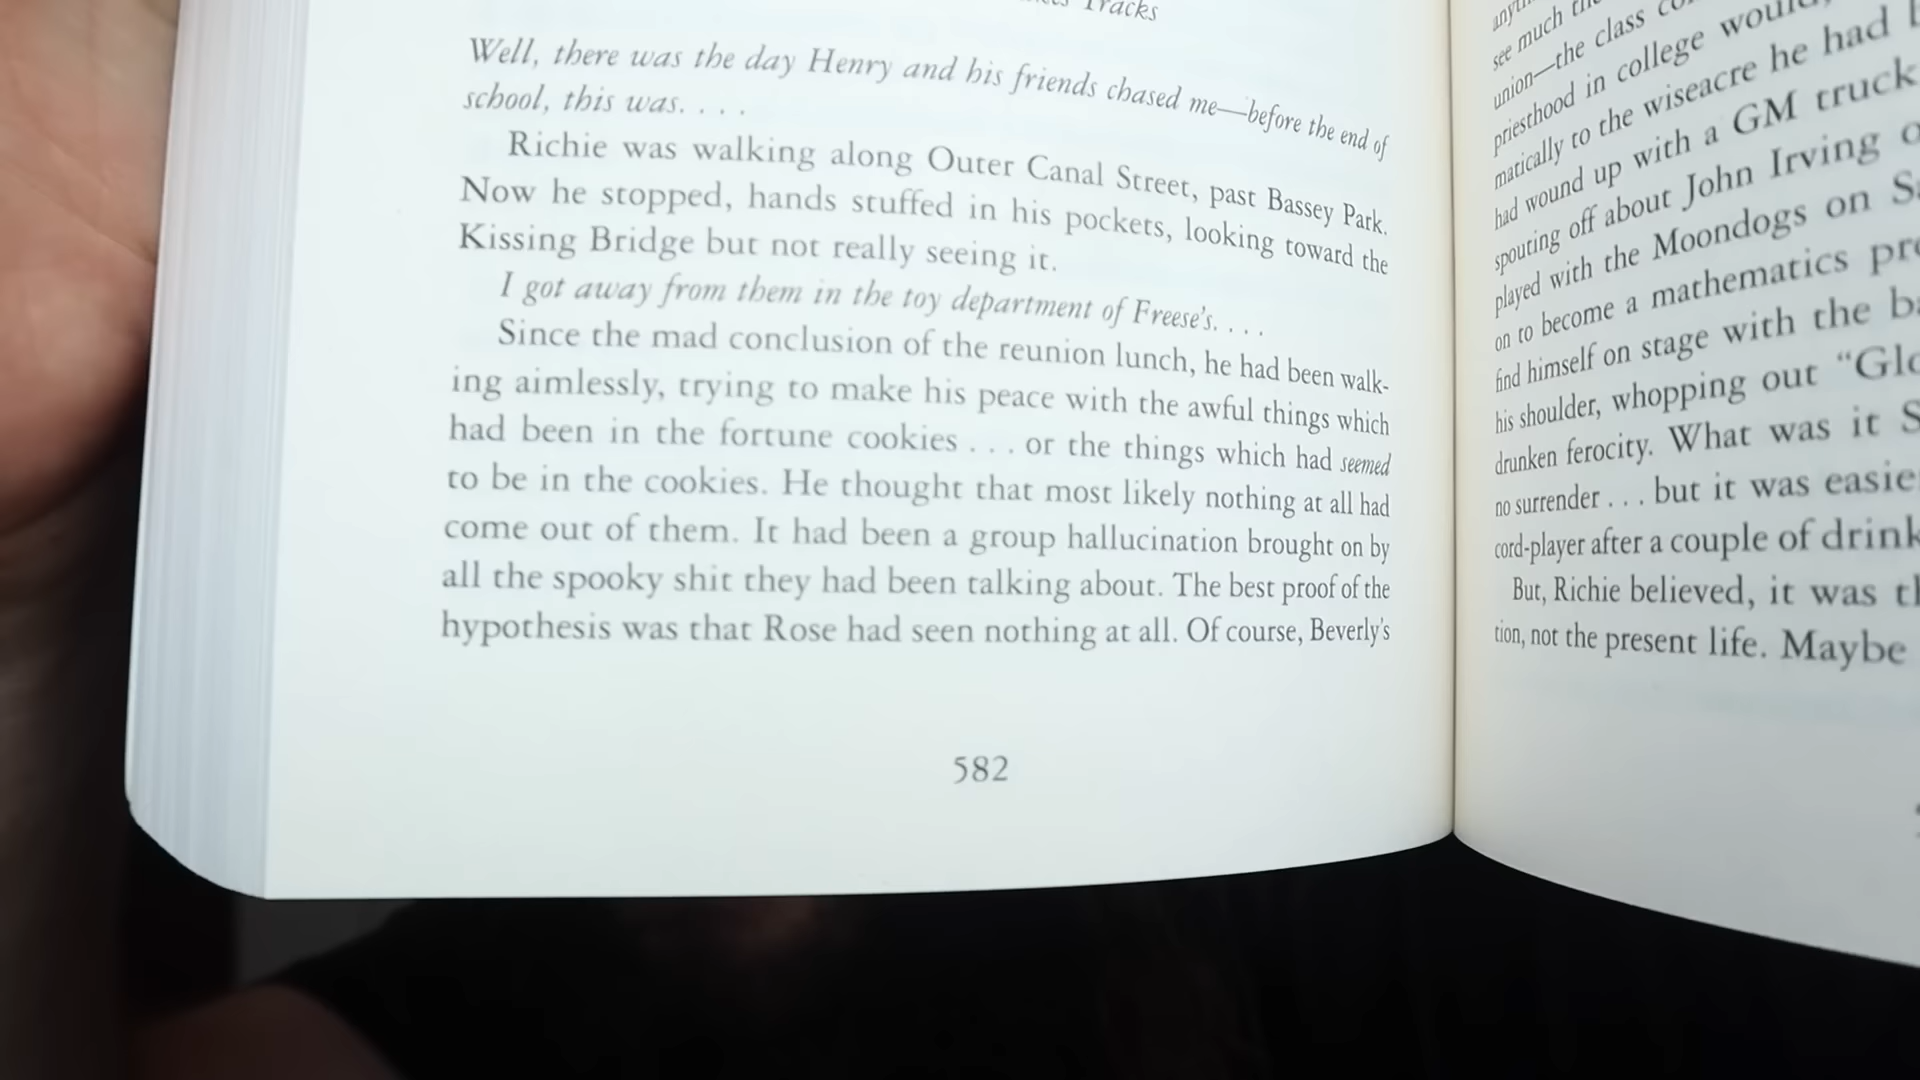 Tracks
Well, there was the day Henry and his friends chased me—before the end of
school, this was. . . .
Richie was walking along Outer Canal Street, past Bassey Park.
Now he stopped, hands stuffed in his pockets, looking toward the
Kissing Bridge but not really seeing it.
I got away from them in the toy department of Freese's. . . .
Since the mad conclusion of the reunion lunch, he had been walk-
ing aimlessly, trying to make his peace with the awful things which
had been in the fortune cookies . . . or the things which had seemed
to be in the cookies. He thought that most likely nothing at all had
come out of them. It had been a group hallucination brought on by
all the spooky shit they had been talking about. The best proof of the
hypothesis was that Rose had seen nothing at all. Of course, Beverly's
582
see much
union—the class
priesthood in college would,
matically to the wiseacre he had
had wound up with a GM truck
spouting off about John Irving
played with the Moondogs on
on to become a mathematics
find himself on stage with the
his shoulder, whopping out
drunken ferocity. What was it
no surrender . . . but it was
cord-player after a couple of
But, Richie believed, it was
tion, not the present life. Maybe